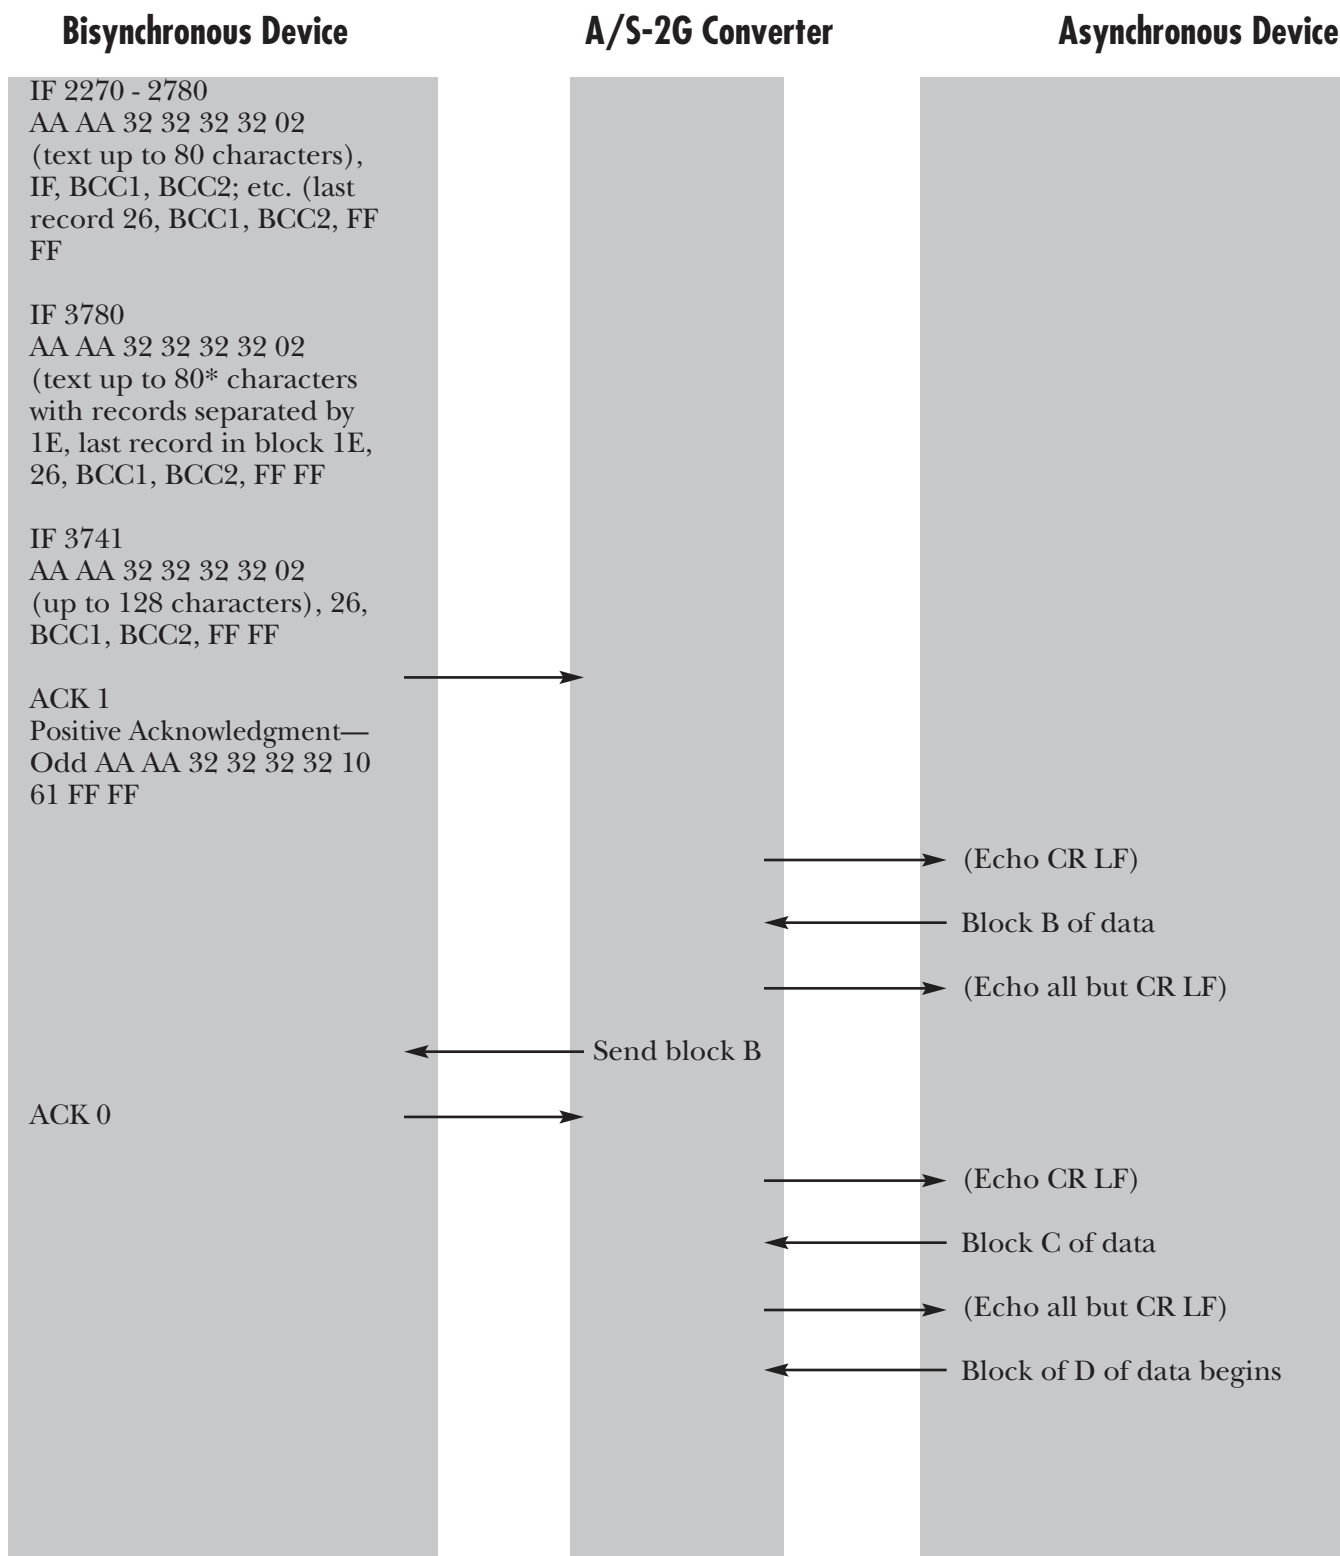 Bisynchronous Device
A/S-2G Converter
Asynchronous Device
IF 2270 - 2780
AA AA 32 32 32 32 02
(text up to 80 characters),
IF, BCC1, BCC2; etc. (last
record 26, BCC1, BCC2, FF
FF
IF 3780
AA AA 32 32 32 32 02
(text up to 80* characters
with records separated by
1E, last record in block 1E,
26, BCC1, BCC2, FF FF
IF 3741
AA AA 32 32 32 32 02
(up to 128 characters), 26,
BCC1, BCC2, FF FF
ACK 1
Positive Acknowledgment—
Odd AA AA 32 32 32 32 10
61 FF FF
(Echo CR LF)
Block B of data
(Echo all but CR LF)
Send block B
ACK 0
(Echo CR LF)
Block C of data
(Echo all but CR LF)
Block of D of data begins